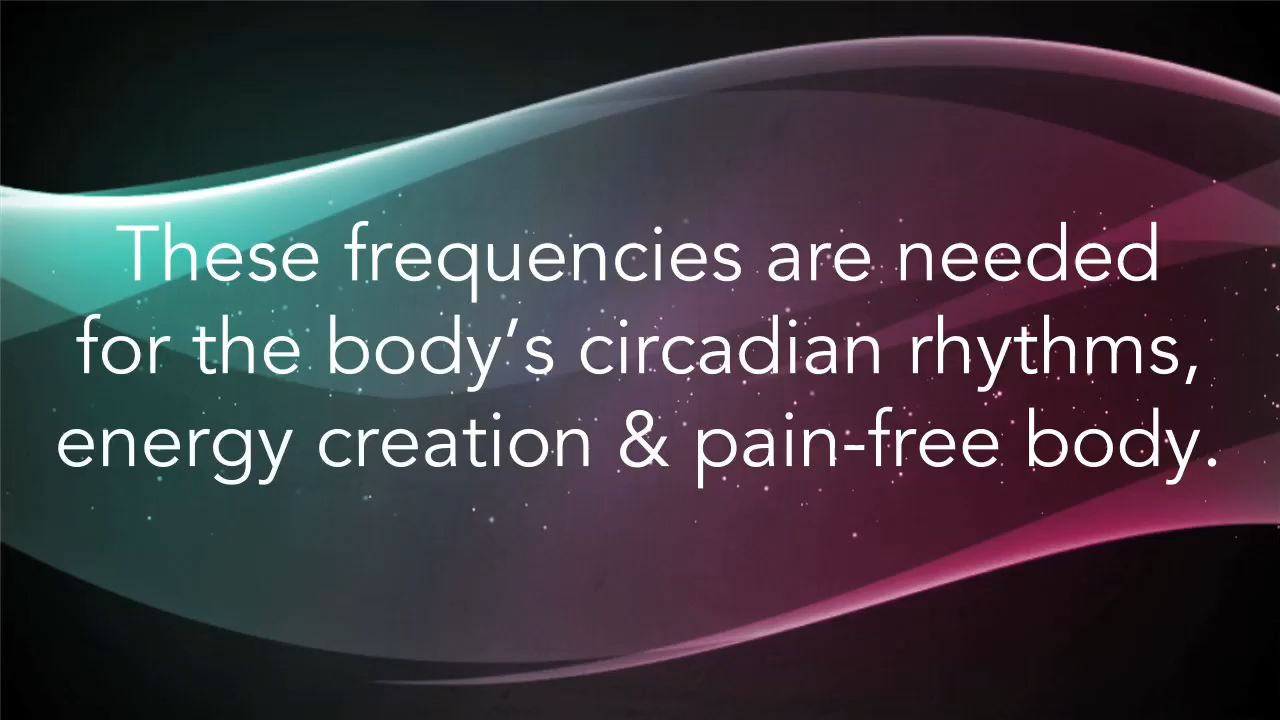 These frequencies are needed
for the body’s circadian rhythms,
energy creation & pain-free body.